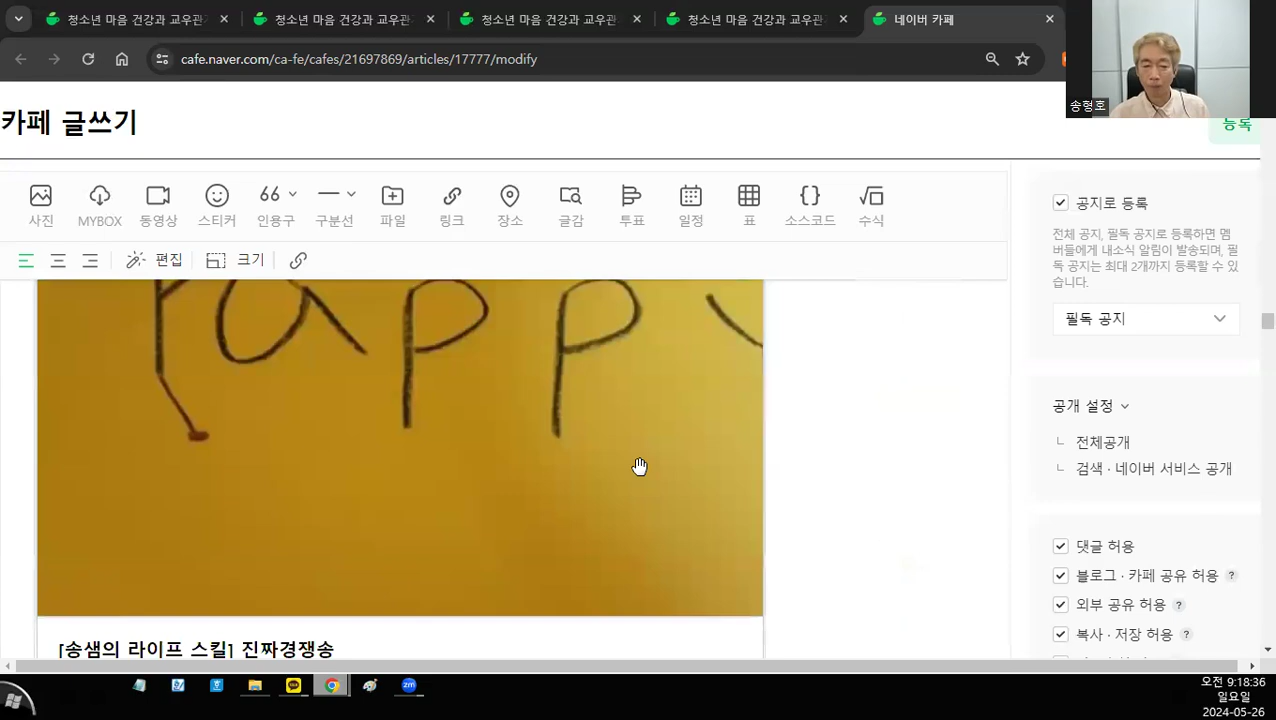 청소년 마음 건강과 교우관
청소년 마음 건강과 교우관
청소년 마음 건강과 교우관
청소년 마음 건강과 교우관
네이버 카페
cafe.naver.com/ca-fe/cafes/21697869/articles/17777/modify
송형호
카페 글쓰기
등록
사진
MYBOX
동영상
스티커
인용구
구분선
파일
링크
장소
글감
투표
일정
표
소스코드
수식
편집
크기
공지로 등록
전체 공지, 필독 공지로 등록하면 멤
버들에게 내소식 알림이 발송되며, 필
독 공지는 최대 2개까지 등록할 수 있
습니다.
필독 공지
공개 설정
전체공개
검색 · 네이버 서비스 공개
댓글 허용
블로그 · 카페 공유 허용 ?
외부 공유 허용 ?
복사 · 저장 허용 ?
[송샘의 라이프 스킬] 진짜경쟁송
오전 9:18:36
일요일
2024-05-26